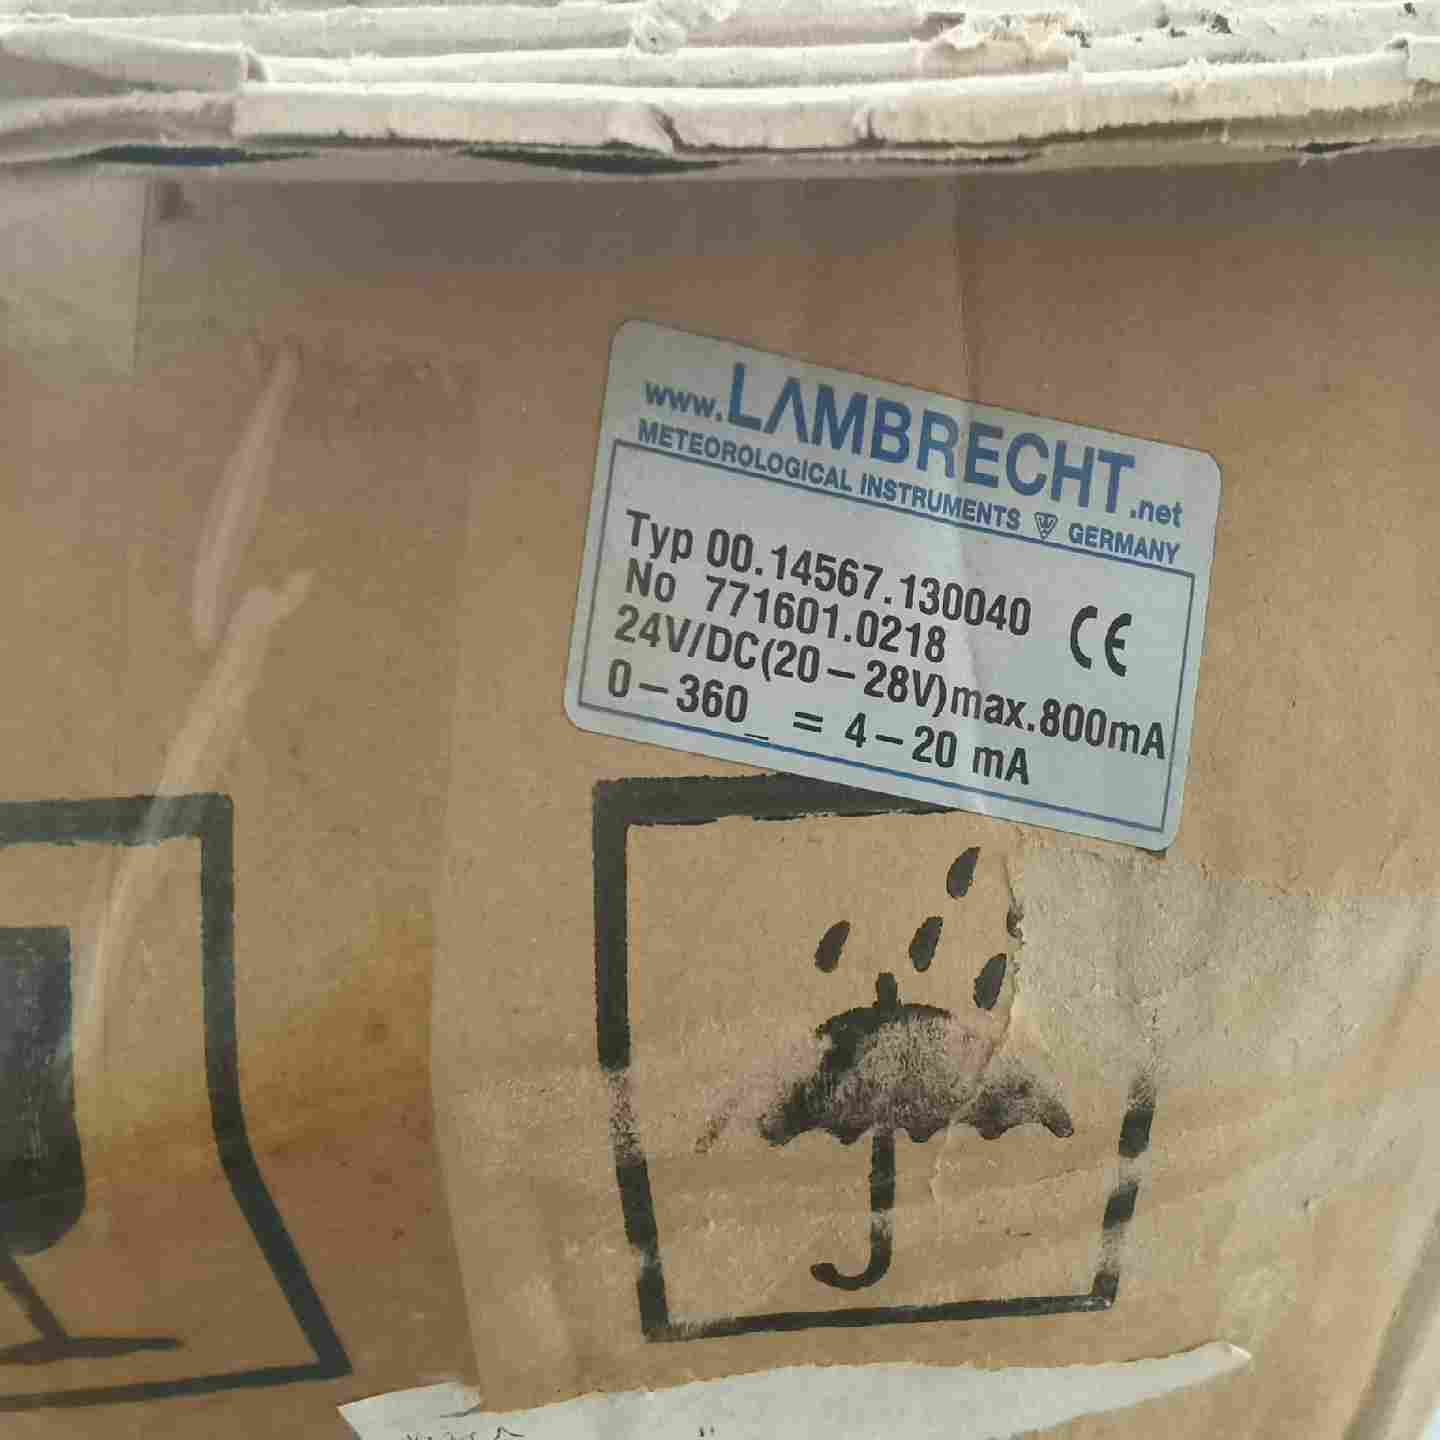 www.LAMBRECHT.net
METEOROLOGICAL INSTRUMENTS GERMANY
Typ 00.14567.130040 CE
No 771601.0218
24V/DC(20-28V)max.800mA
0-360_ = 4-20 mA